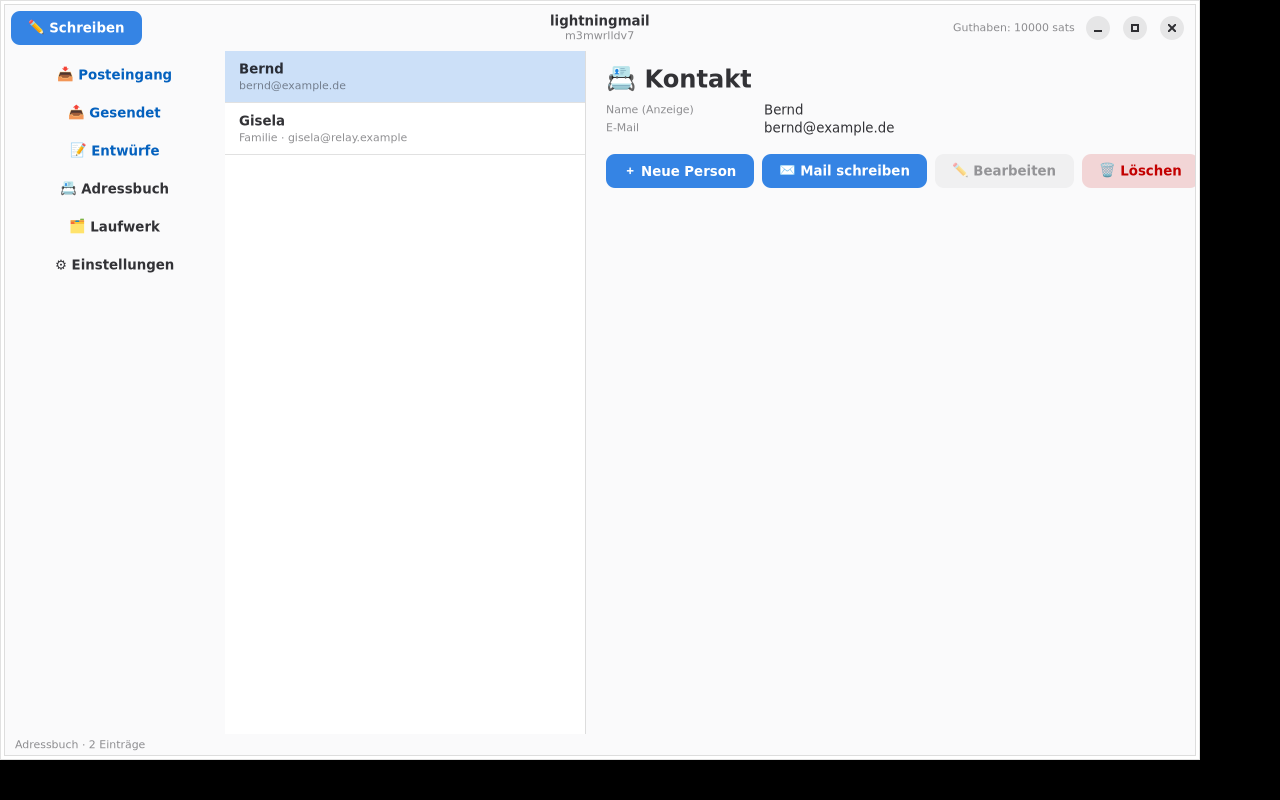 ✏️ Schreiben
lightningmail
m3mwrlldv7
Guthaben: 10000 sats
📥 Posteingang
📤 Gesendet
📝 Entwürfe
📇 Adressbuch
🗂️ Laufwerk
⚙ Einstellungen
Bernd
bernd@example.de
Gisela
Familie · gisela@relay.example
📇 Kontakt
Name (Anzeige) Bernd
E-Mail bernd@example.de
+ Neue Person
✉️ Mail schreiben
✏️ Bearbeiten
🗑️ Löschen
Adressbuch · 2 Einträge